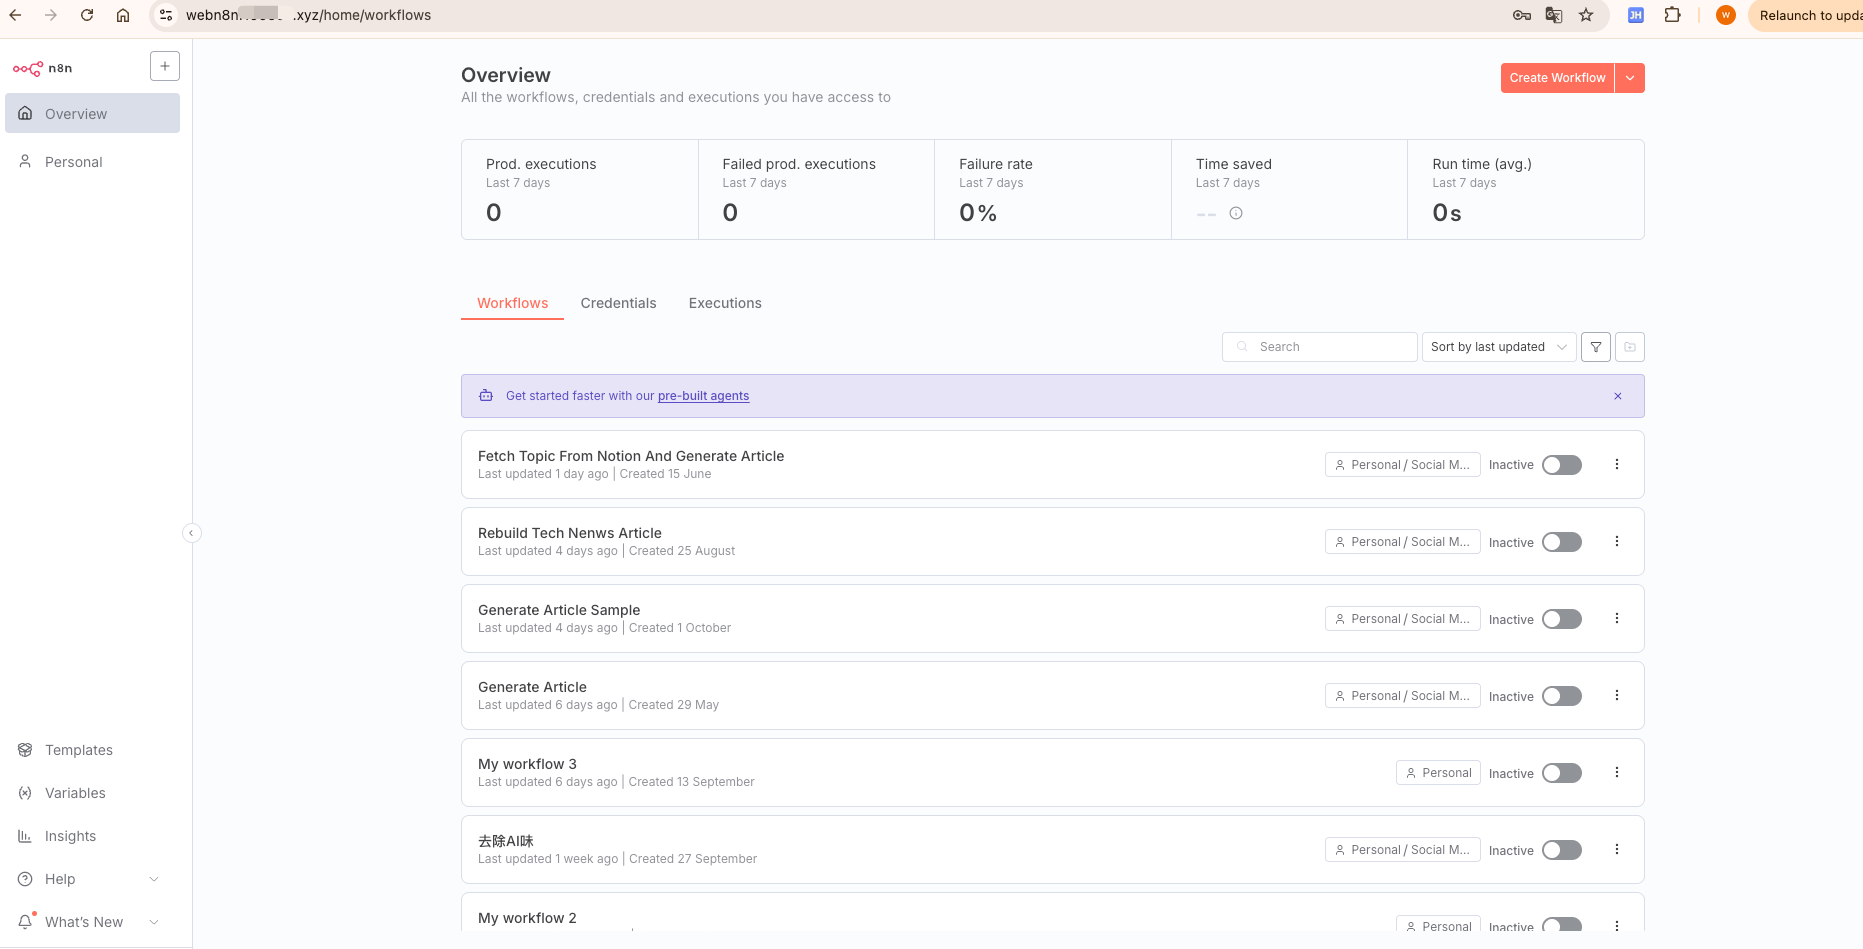 webn8n .xyz/home/workflows
JH
W
Relaunch to upda
n8n
Overview
Personal
Templates
Variables
Insights
Help
What's New
Overview
All the workflows, credentials and executions you have access to
Create Workflow
Prod. executions
Last 7 days
0
Failed prod. executions
Last 7 days
0
Failure rate
Last 7 days
0%
Time saved
Last 7 days
--
Run time (avg.)
Last 7 days
0s
Workflows Credentials Executions
Search
Sort by last updated
Get started faster with our pre-built agents
Fetch Topic From Notion And Generate Article
Last updated 1 day ago | Created 15 June
Personal / Social M...
Inactive
Rebuild Tech Nenws Article
Last updated 4 days ago | Created 25 August
Personal / Social M...
Inactive
Generate Article Sample
Last updated 4 days ago | Created 1 October
Personal / Social M...
Inactive
Generate Article
Last updated 6 days ago | Created 29 May
Personal / Social M...
Inactive
My workflow 3
Last updated 6 days ago | Created 13 September
Personal
Inactive
去除AI味
Last updated 1 week ago | Created 27 September
Personal / Social M...
Inactive
My workflow 2
Personal
Inactive